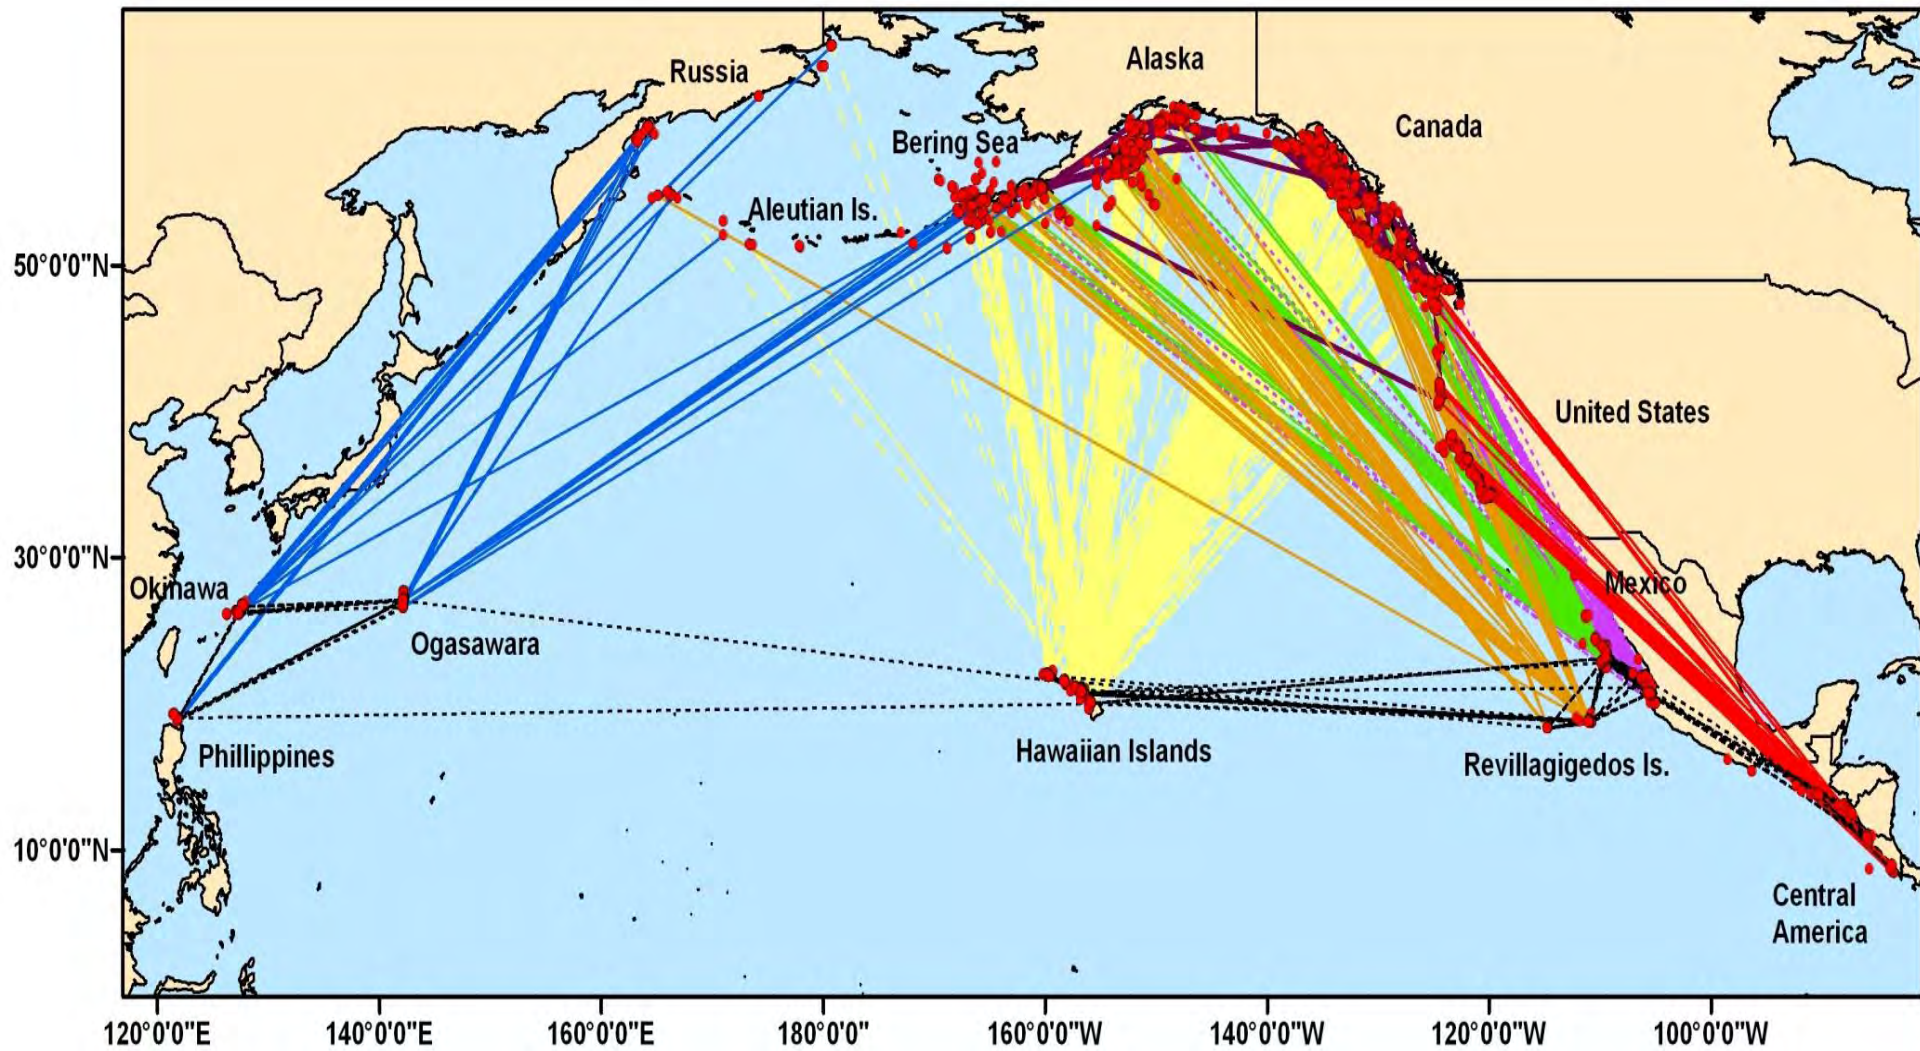 Alaska
Russia
Canada
Bering Sea
Aleutian Is.
50°0'0"N
United States
30°0'0"N
Okinawa
Mexico
Ogasawara
Phillippines
Hawaiian Islands
Revillagigedos Is.
10°0'0"N
Central
America
120°0'0"E
140°0'0"E
160°0'0"E
180°0'0"
160°0'0"W
140°0'0"W
120°0'0"W
100°0'0"W